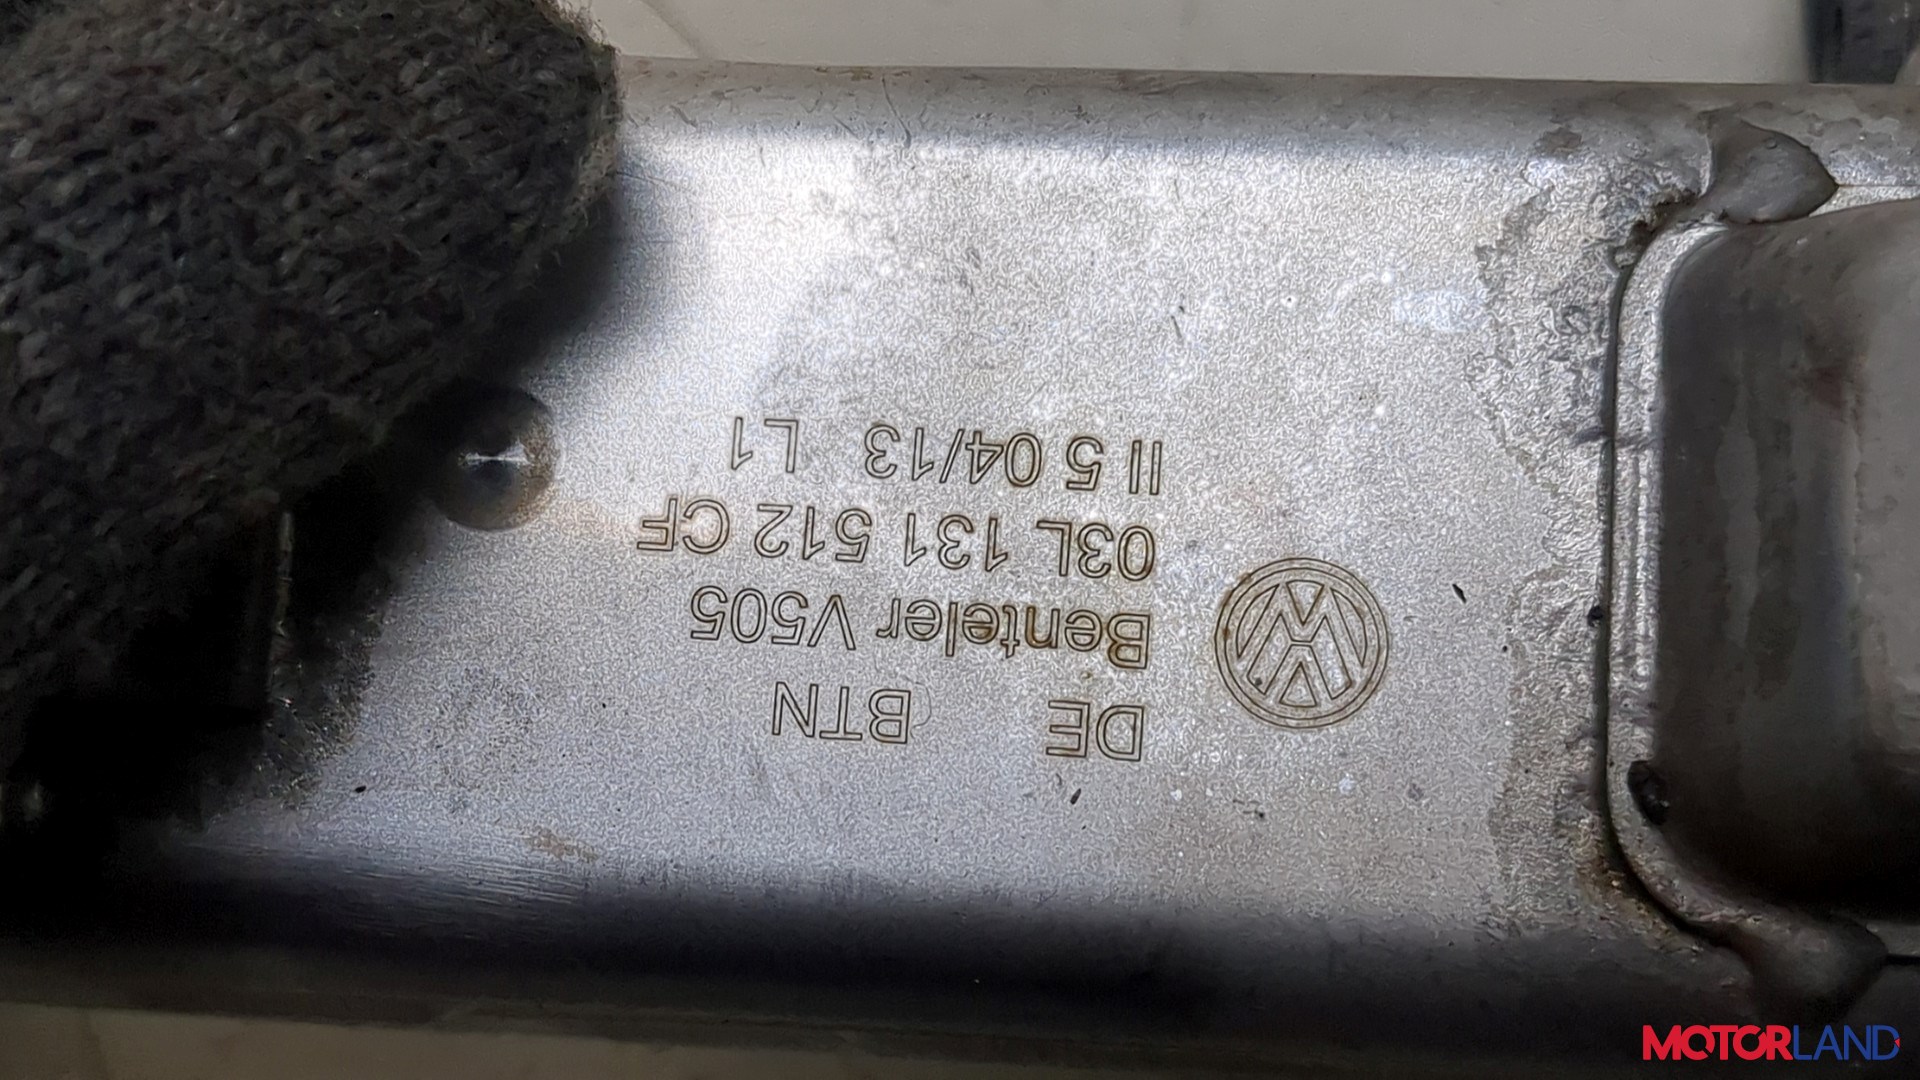 DE BTN
Benteler V505
03L 131 512 CF
II 5 04/13 L1
MOTORLAND